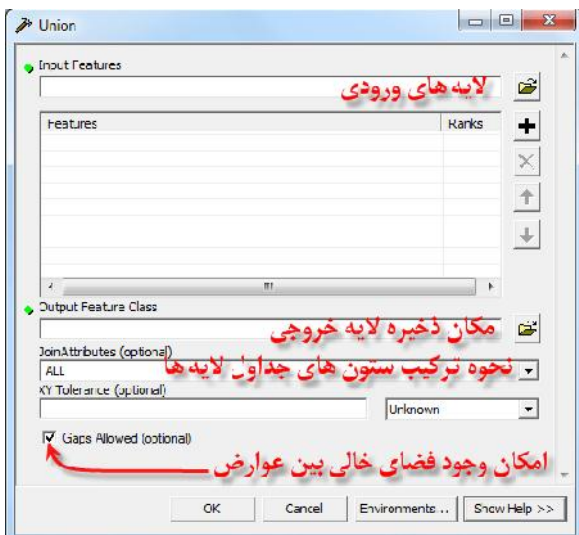 Union
Input Features
لایه های ورودی
Features Ranks
Output Feature Class
مکان ذخیره لایه خروجی
JoinAttributes (optional)
نحوه ترکیب ستون های جداول لایه ها
ALL
XY Tolerance (optional)
Unknown
Gaps Allowed (optional)
امکان وجود فضای خالی بین عوارض
OK Cancel Environments... Show Help >>